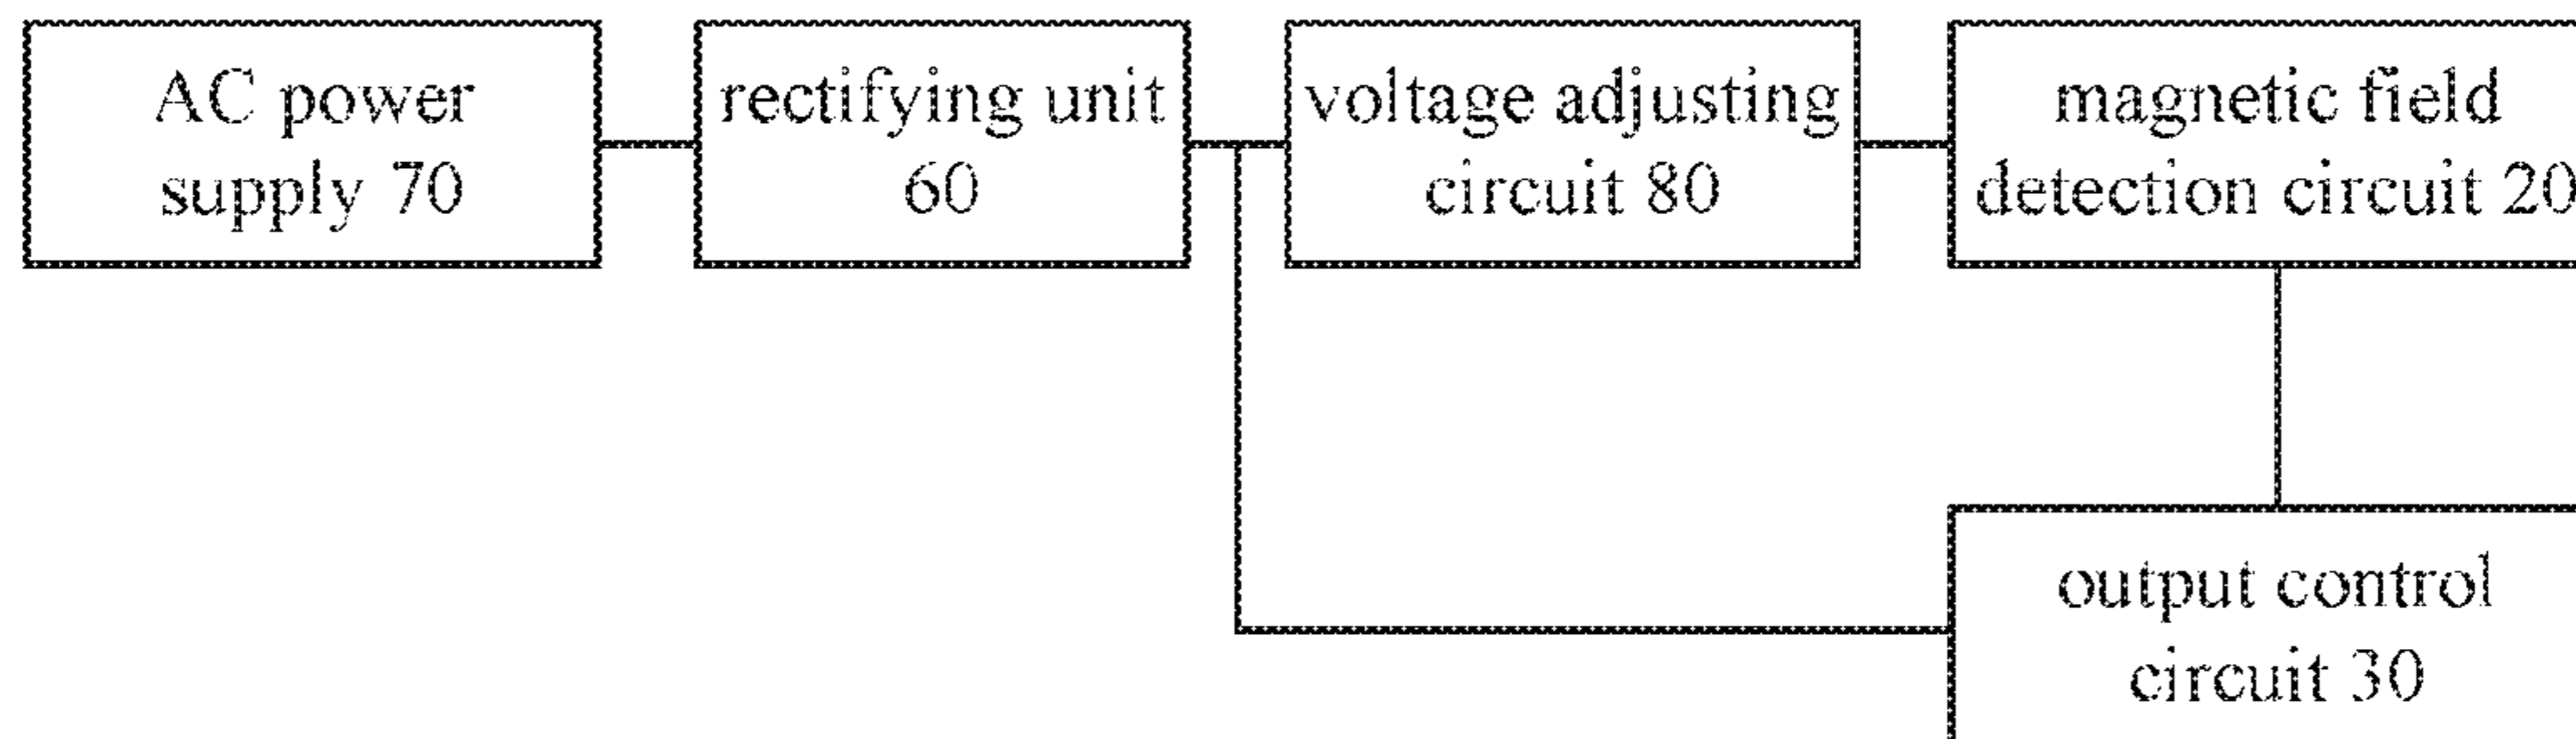 AC power
supply 70
rectifying unit
60
voltage adjusting
circuit 80
magnetic field
detection circuit 20
output control
circuit 30